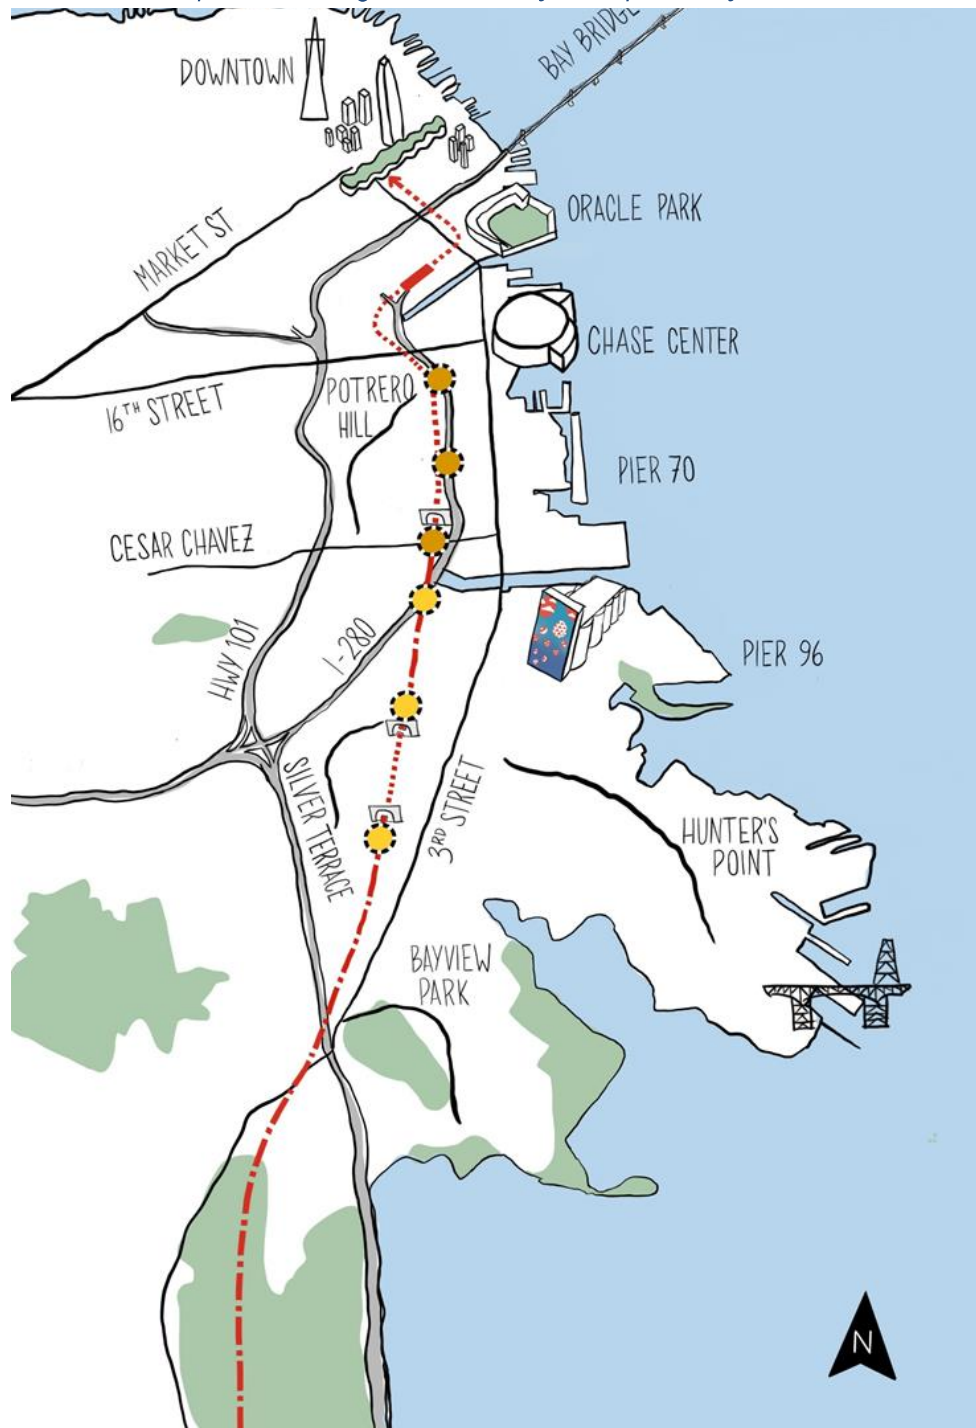 DOWNTOWN
BAY BRIDGE
ORACLE PARK
MARKET ST
CHASE CENTER
16TH STREET
POTRERO
HILL
PIER 70
CESAR CHAVEZ
HWY 101
I-280
PIER 96
SILVER TERRACE
3RD STREET
HUNTER'S
POINT
BAYVIEW
PARK
N